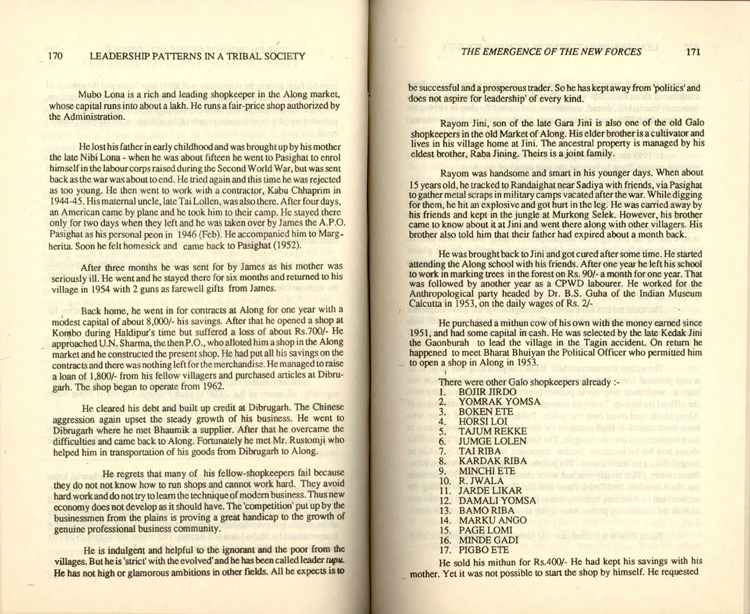 170 LEADERSHIP PATTERNS IN A TRIBAL SOCIETY
Mubo Lona is a rich and leading shopkeeper in the Along market,
whose capital runs into about a lakh. He runs a fair-price shop authorized by
the Administration.
He lost his father in early childhood and was brought up by his mother
the late Nibi Lona - when he was about fifteen he went to Pasighat to enrol
himself in the labour corps raised during the Second World War, but was sent
back as the war was about to end. He tried again and this time he was rejected
as too young. He then went to work with a contractor, Kabu Chhaprim in
1944-45. His maternal uncle, late Tai Lollen, was also there. After four days,
an American came by plane and he took him to their camp. He stayed there
only for two days when they left and he was taken over by James the A.P.O.
Pasighat as his personal peon in 1946 (Feb). He accompanied him to Marg-
herita. Soon he felt homesick and came back to Pasighat (1952).
After three months he was sent for by James as his mother was
seriously ill. He went and he stayed there for six months and returned to his
village in 1954 with 2 guns as farewell gifts from James.
Back home, he went in for contracts at Along for one year with a
modest capital of about 8,000/- his savings. After that he opened a shop at
Kombo during Haldipur's time but suffered a loss of about Rs.700/- He
approached U.N. Sharma, the then P.O., who alloted him a shop in the Along
market and he constructed the present shop. He had put all his savings on the
contracts and there was nothing left for the merchandise. He managed to raise
a loan of 1,800/- from his fellow villagers and purchased articles at Dibru-
garh. The shop began to operate from 1962.
He cleared his debt and built up credit at Dibrugarh. The Chinese
aggression again upset the steady growth of his business. He went to
Dibrugarh where he met Bhaumik a supplier. After that he overcame the
difficulties and came back to Along. Fortunately he met Mr. Rustomji who
helped him in transportation of his goods from Dibrugarh to Along.
He regrets that many of his fellow-shopkeepers fail because
they do not not know how to run shops and cannot work hard. They avoid
hard work and do not try to learn the technique of modern business. Thus new
economy does not develop as it should have. The 'competition' put up by the
businessmen from the plains is proving a great handicap to the growth of
genuine professional business community.
He is indulgent and helpful to the ignorant and the poor from the
villages. But he is 'strict' with the evolved' and he has been called leader tupu.
He has not high or glamorous ambitions in other fields. All he expects is to
THE EMERGENCE OF THE NEW FORCES 171
be successful and a prosperous trader. So he has kept away from 'politics' and
'does not aspire for leadership' of every kind.
Rayom Jini, son of the late Gara Jini is also one of the old Galo
shopkeepers in the old Market of Along. His elder brother is a cultivator and
lives in his village home at Jini. The ancestral property is managed by his
eldest brother, Raba Jining. Theirs is a joint family.
Rayom was handsome and smart in his younger days. When about
15 years old, he tracked to Randaighat near Sadiya with friends, via Pasighat
to gather metal scraps in military camps vacated after the war. While digging
for them, he hit an explosive and got hurt in the leg. He was carried away by
his friends and kept in the jungle at Murkong Selek. However, his brother
came to know about it at Jini and went there along with other villagers. His
brother also told him that their father had expired about a month back.
He was brought back to Jini and got cured after some time. He started
attending the Along school with his friends. After one year he left his school
to work in marking trees in the forest on Rs. 90/- a month for one year. That
was followed by another year as a CPWD labourer. He worked for the
Anthropological party headed by Dr. B.S. Guha of the Indian Museum
Calcutta in 1953, on the daily wages of Rs. 2/-
He purchased a mithun cow of his own with the money earned since
1951, and had some capital in cash. He was selected by the late Kedak Jini
the Gaonburah to lead the village in the Tagin accident. On return he
happened to meet Bharat Bhuiyan the Political Officer who permitted him
to open a shop in Along in 1953.
There were other Galo shopkeepers already :-
1. BOJIR JIRDO
2. YOMRAK YOMSA
3. BOKEN ETE
4. HORSI LOI
5. TAJUM REKKE
6. JUMGE LOLEN
7. TAI RIBA
8. KARDAK RIBA
9. MINCHI ETE
10. R. JWALA
11. JARDE LIKAR
12. DAMALI YOMSA
13. BAMO RIBA
14. MARKU ANGO
15. PAGE LOMI
16. MINDE GADI
17. PIGBO ETE
He sold his mithun for Rs.400/- He had kept his savings with his
mother. Yet it was not possible to start the shop by himself. He requested